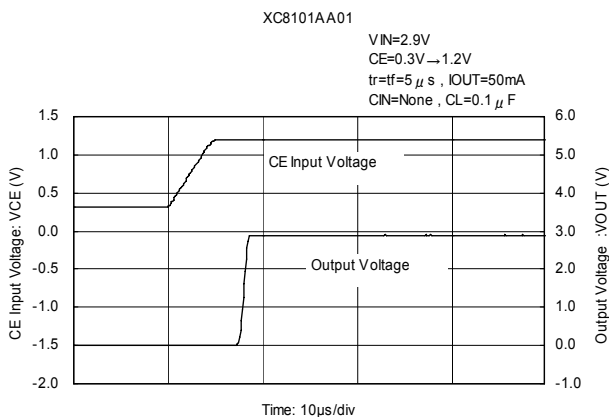 XC8101AA01
VIN=2.9V
CE=0.3V→1.2V
tr=tf=5μs , IOUT=50mA
CIN=None , CL=0.1μF
CE Input Voltage: VCE (V)
1.5
1.0
0.5
0.0
-0.5
-1.0
-1.5
-2.0
CE Input Voltage
Output Voltage
6.0
5.0
4.0
3.0
2.0
1.0
0.0
-1.0
Output Voltage :VOUT (V)
Time: 10μs/div